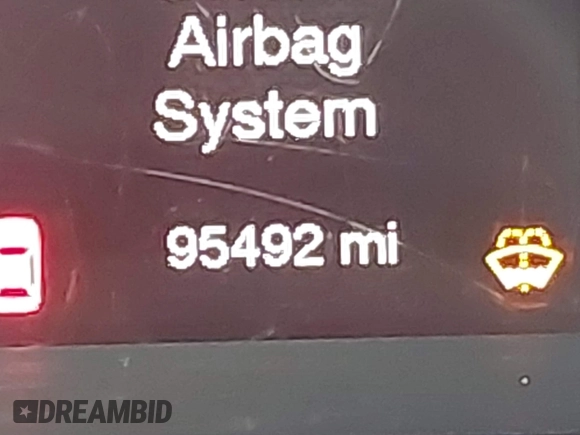 Airbag
System
95492 mi
DREAMBID